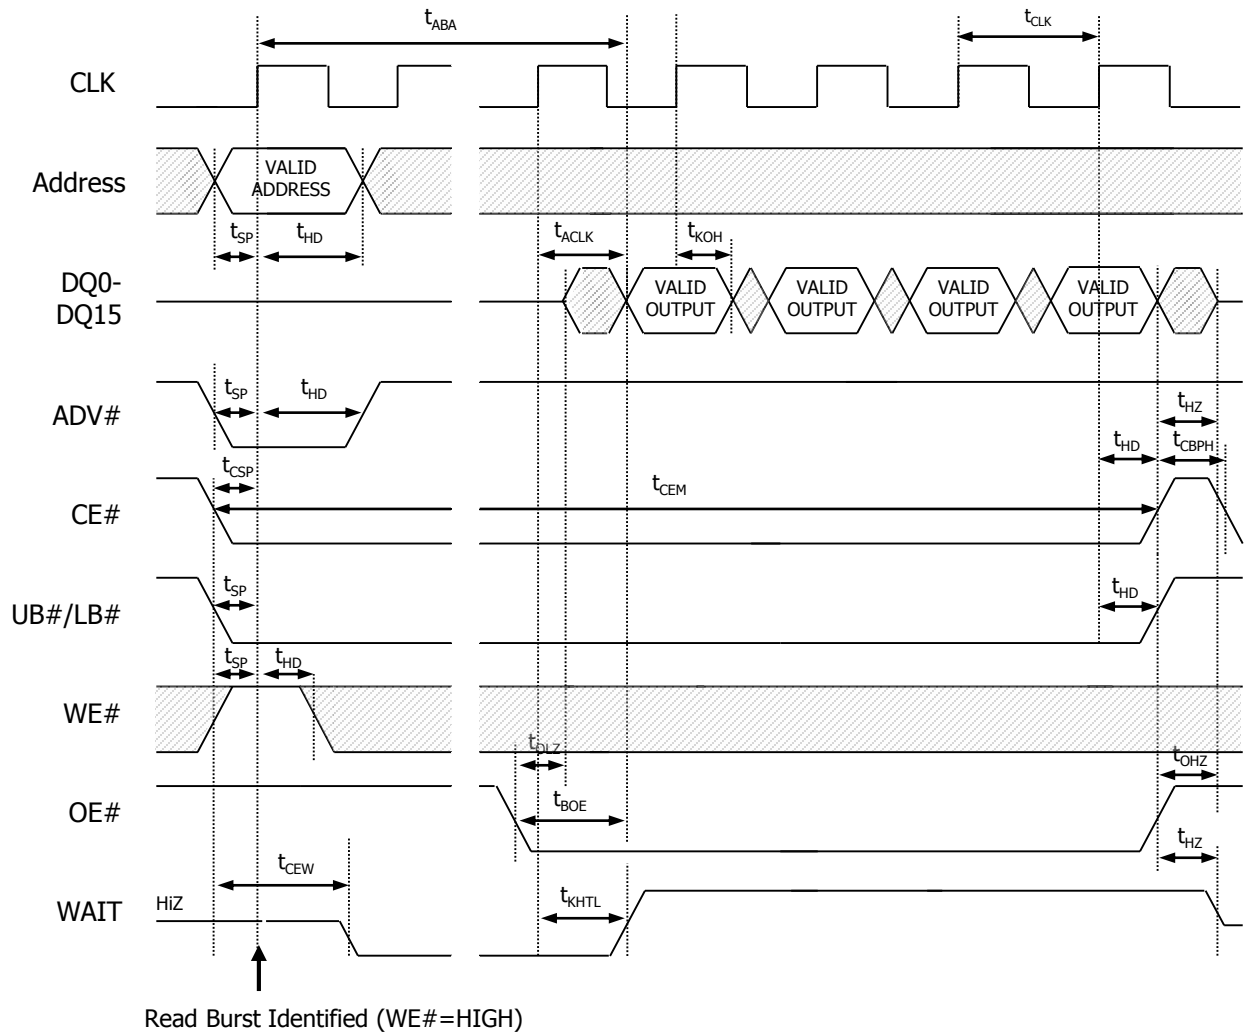 tABA
tCLK
CLK
Address
VALID
ADDRESS
tSP
tHD
tACLK
tKOH
DQ0-
DQ15
VALID
OUTPUT
VALID
OUTPUT
VALID
OUTPUT
VALID
OUTPUT
ADV#
tSP
tHD
tHZ
tHD
tCBPH
CE#
tCSP
tCEM
UB#/LB#
tSP
tHD
WE#
tSP
tHD
tOLZ
tOHZ
OE#
tBOE
tHZ
WAIT
HiZ
tCEW
tKHTL
Read Burst Identified (WE#=HIGH)